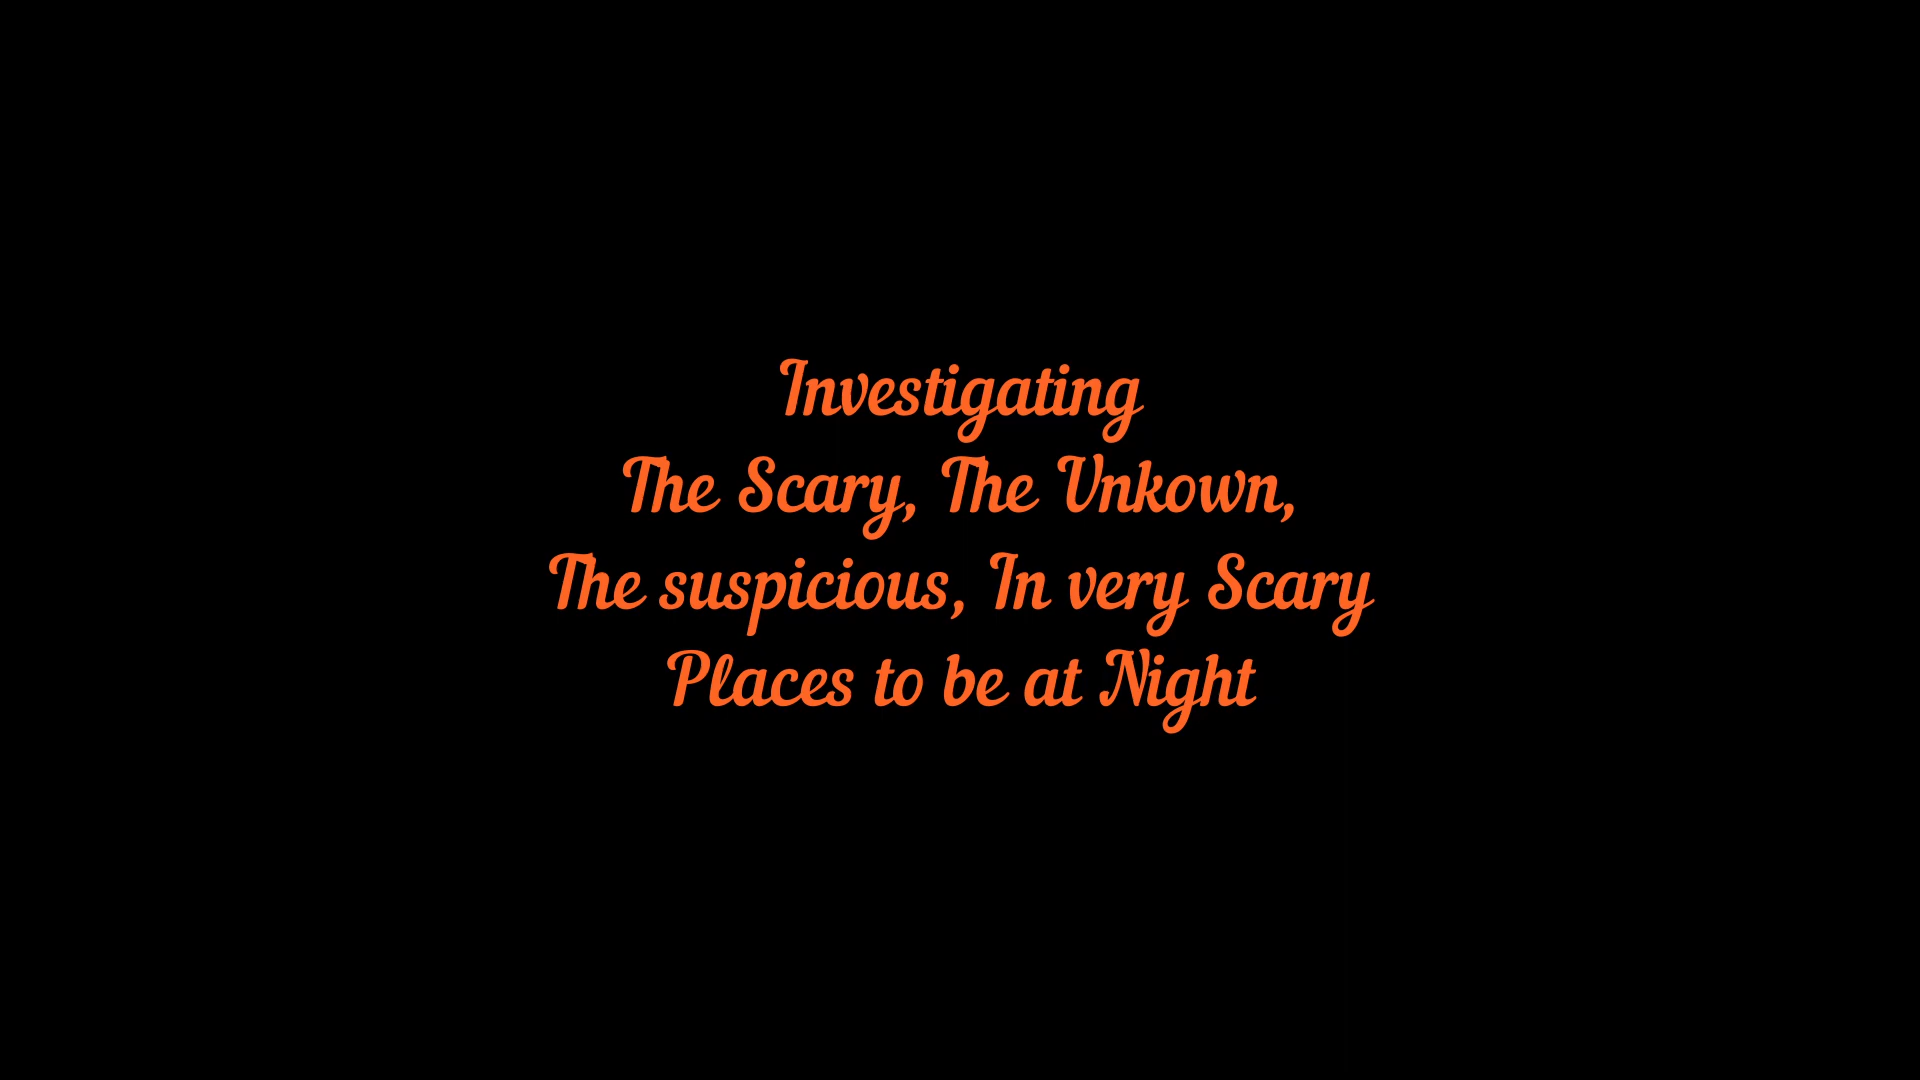 Investigating
The Scary, The Unkown,
The suspicious, In very Scary
Places to be at Night